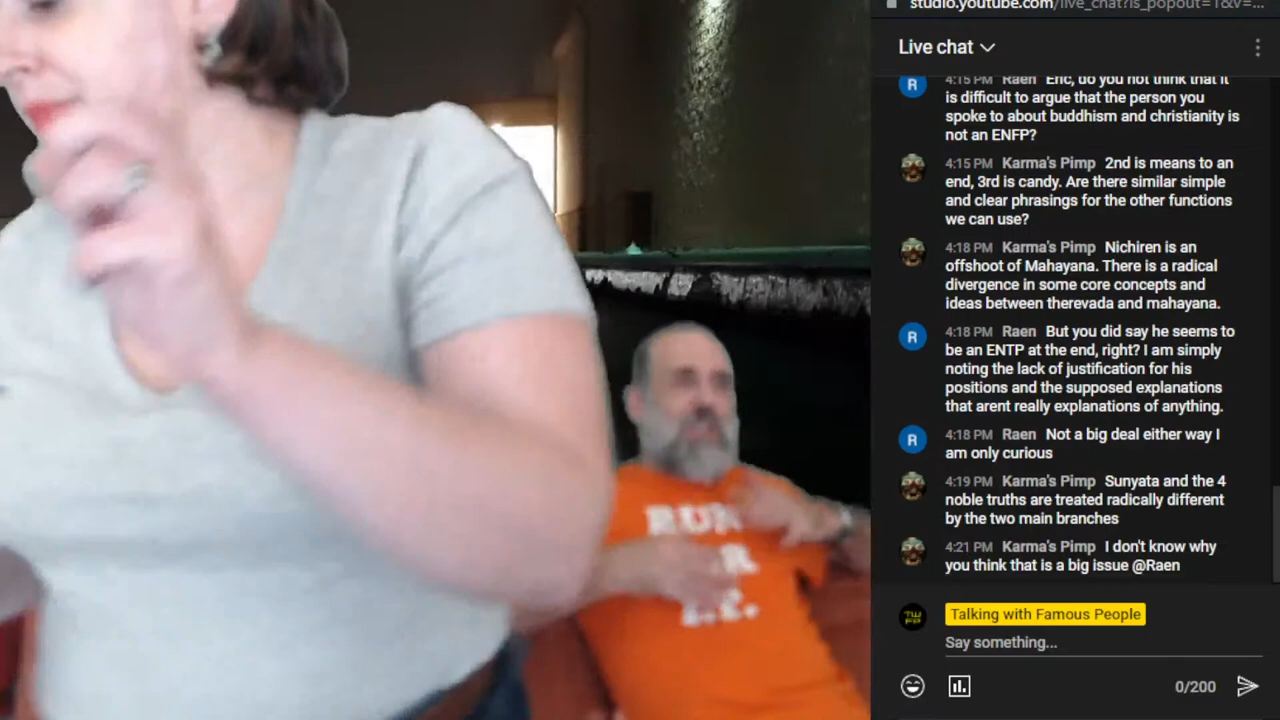 studio.youtube.com/live_chat?is_popout=1&v=...
Live chat
4:15 PM Raen Eric, do you not think that it
is difficult to argue that the person you
spoke to about buddhism and christianity is
not an ENFP?
4:15 PM Karma's Pimp 2nd is means to an
end, 3rd is candy. Are there similar simple
and clear phrasings for the other functions
we can use?
4:18 PM Karma's Pimp Nichiren is an
offshoot of Mahayana. There is a radical
divergence in some core concepts and
ideas between therevada and mahayana.
4:18 PM Raen But you did say he seems to
be an ENTP at the end, right? I am simply
noting the lack of justification for his
positions and the supposed explanations
that arent really explanations of anything.
4:18 PM Raen Not a big deal either way I
am only curious
4:19 PM Karma's Pimp Sunyata and the 4
noble truths are treated radically different
by the two main branches
4:21 PM Karma's Pimp I don't know why
you think that is a big issue @Raen
Talking with Famous People
Say something...
0/200
R
R
R
TW
FP